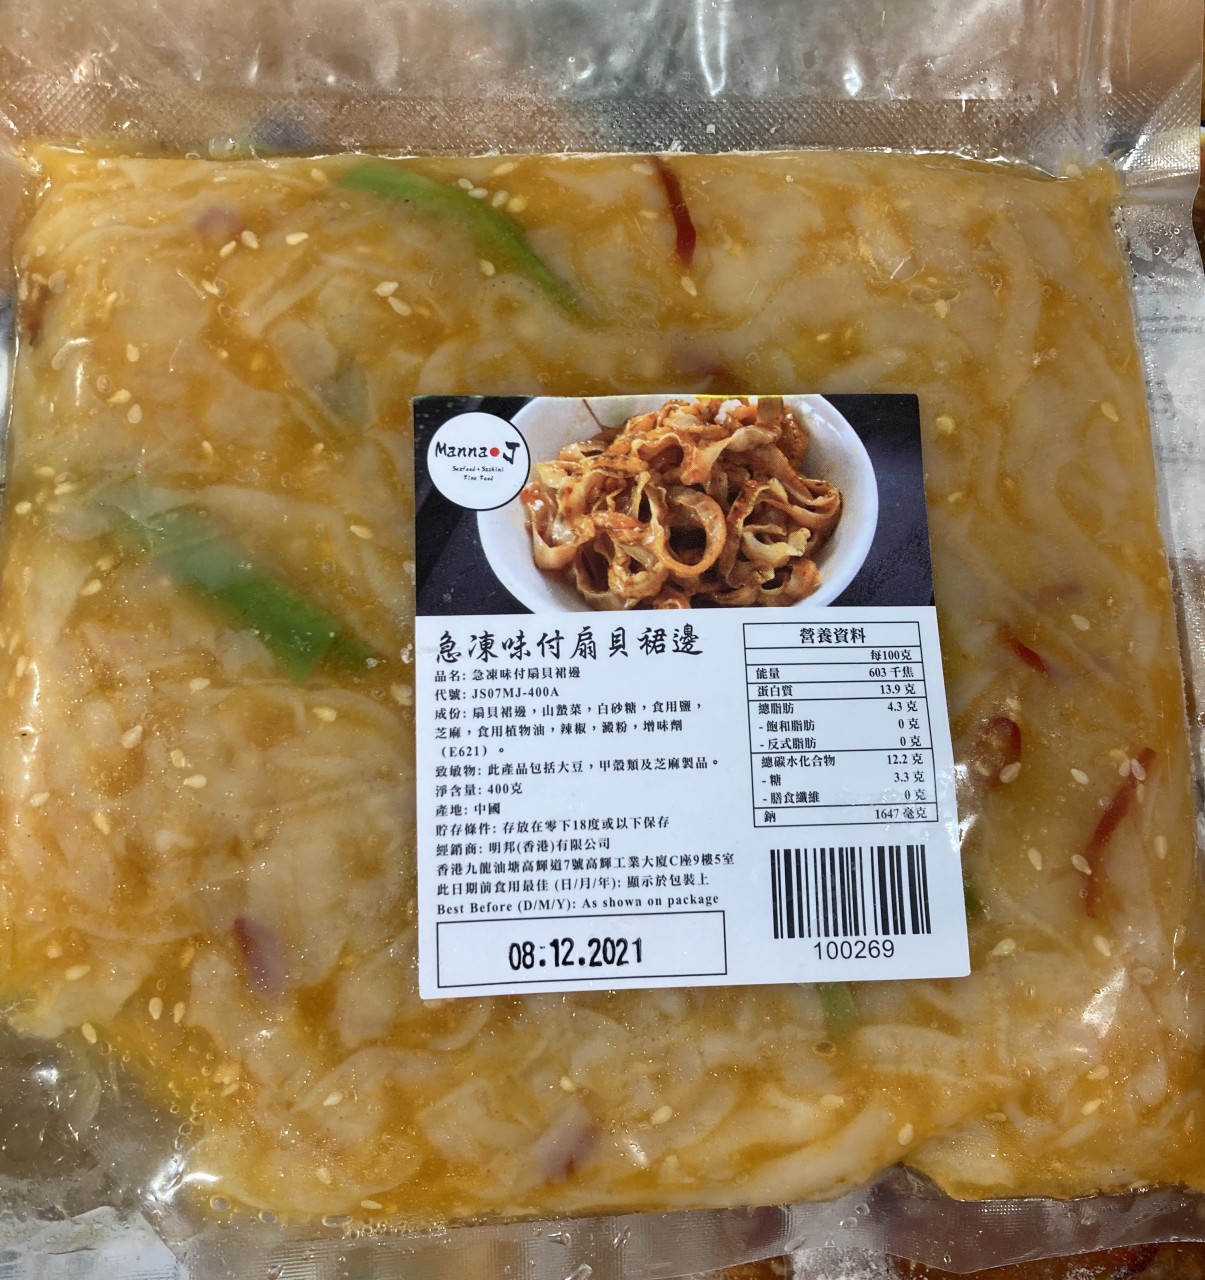 Manna●J
Seafood • Sashimi
Fine Food
急凍味付扇貝裙邊
品名: 急凍味付扇貝裙邊
代號: JS07MJ-400A
成份: 扇貝裙邊，山蜇菜，白砂糖，食用鹽，
芝麻，食用植物油，辣椒，澱粉，增味劑
（E621）。
致敏物: 此產品包括大豆，甲殼類及芝麻製品。
淨含量: 400克
產地: 中國
貯存條件: 存放在零下18度或以下保存
經銷商: 明邦(香港)有限公司
香港九龍油塘高輝道7號高輝工業大廈C座9樓5室
此日期前食用最佳 (日/月/年): 顯示於包裝上
Best Before (D/M/Y): As shown on package
08:12.2021
營養資料
每100克
能量 603 千焦
蛋白質 13.9 克
總脂肪 4.3 克
- 飽和脂肪 0 克
- 反式脂肪 0 克
總碳水化合物 12.2 克
- 糖 3.3 克
- 膳食纖維 0 克
鈉 1647 毫克
100269